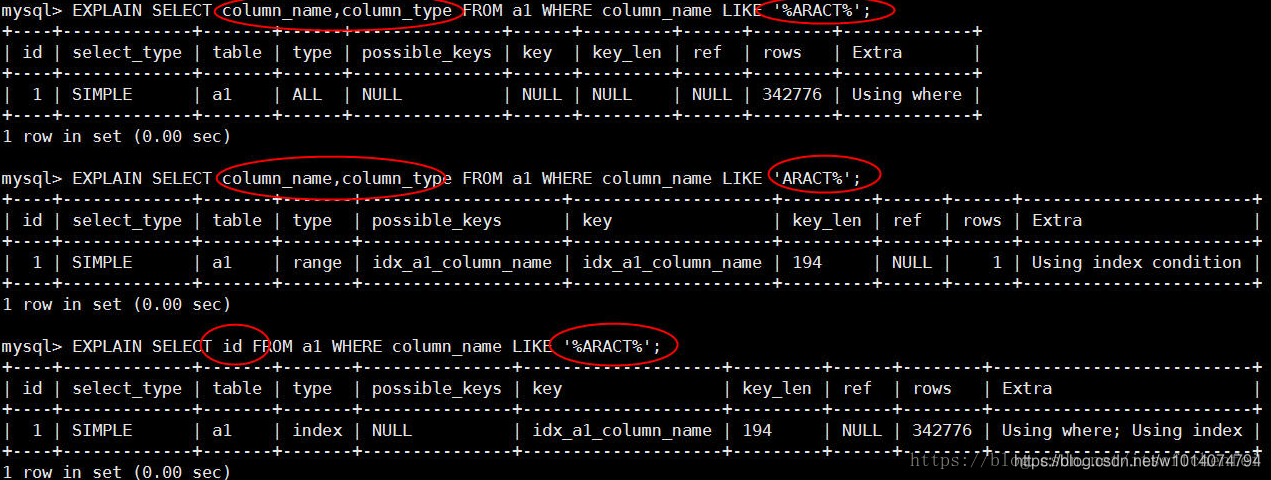 mysql> EXPLAIN SELECT column_name,column_type FROM a1 WHERE column_name LIKE '%ARACT%';
+----+-------------+-------+------+---------------+------+---------+------+--------+-------------+
| id | select_type | table | type | possible_keys | key | key_len | ref | rows | Extra |
+----+-------------+-------+------+---------------+------+---------+------+--------+-------------+
| 1 | SIMPLE | a1 | ALL | NULL | NULL | NULL | NULL | 342776 | Using where |
+----+-------------+-------+------+---------------+------+---------+------+--------+-------------+
1 row in set (0.00 sec)
mysql> EXPLAIN SELECT column_name,column_type FROM a1 WHERE column_name LIKE 'ARACT%';
+----+-------------+-------+-------+--------------------+--------------------+---------+------+------+-----------------------+
| id | select_type | table | type | possible_keys | key | key_len | ref | rows | Extra |
+----+-------------+-------+-------+--------------------+--------------------+---------+------+------+-----------------------+
| 1 | SIMPLE | a1 | range | idx_a1_column_name | idx_a1_column_name | 194 | NULL | 1 | Using index condition |
+----+-------------+-------+-------+--------------------+--------------------+---------+------+------+-----------------------+
1 row in set (0.00 sec)
mysql> EXPLAIN SELECT id FROM a1 WHERE column_name LIKE '%ARACT%';
+----+-------------+-------+-------+---------------+--------------------+---------+------+--------+--------------------------+
| id | select_type | table | type | possible_keys | key | key_len | ref | rows | Extra |
+----+-------------+-------+-------+---------------+--------------------+---------+------+--------+--------------------------+
| 1 | SIMPLE | a1 | index | NULL | idx_a1_column_name | 194 | NULL | 342776 | Using where; Using index |
+----+-------------+-------+-------+---------------+--------------------+---------+------+--------+--------------------------+
1 row in set (0.00 sec)
https://blog.csdn.net/w1014074794